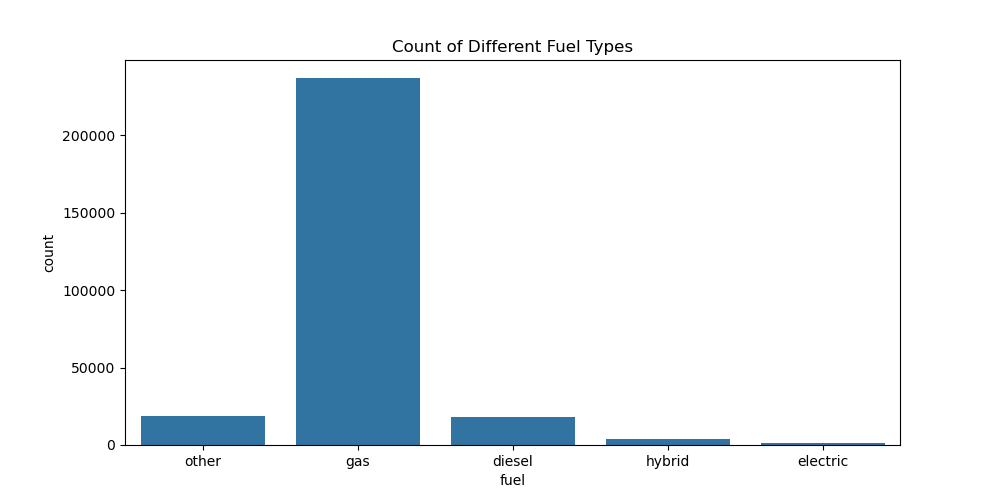 Count of Different Fuel Types
200000
150000
100000
50000
0
count
other gas diesel hybrid electric
fuel